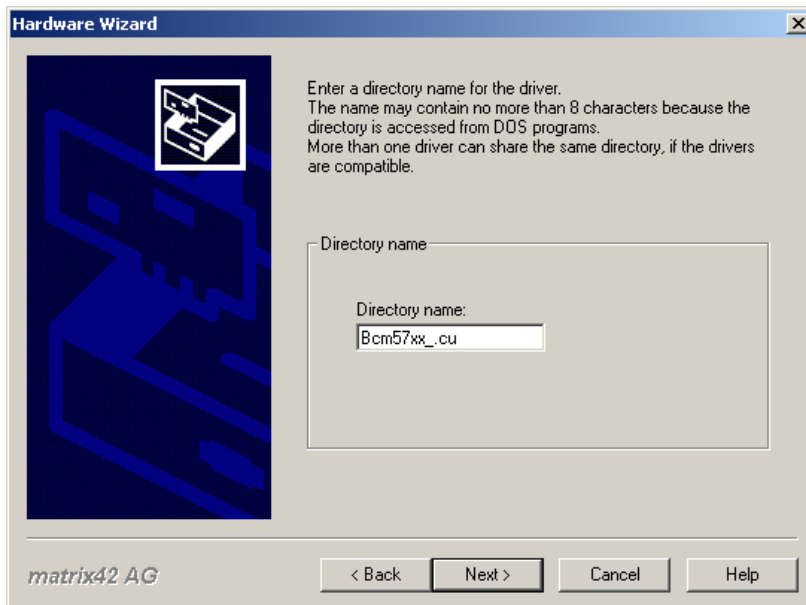 Hardware Wizard
Enter a directory name for the driver.
The name may contain no more than 8 characters because the
directory is accessed from DOS programs.
More than one driver can share the same directory, if the drivers
are compatible.
Directory name
Directory name:
Bcm57xx_.cu
matrix42 AG
< Back
Next >
Cancel
Help